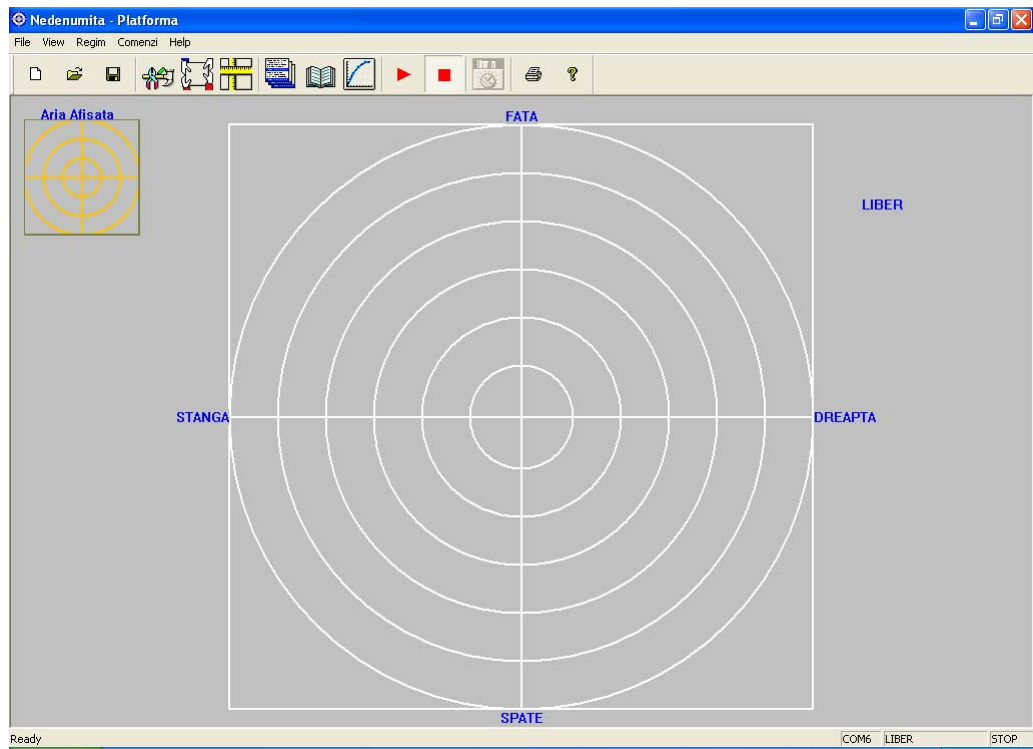 Nedenumita - Platforma
File View Regim Comenzi Help
Aria Afisata
FATA
LIBER
STANGA
DREAPTA
SPATE
Ready
COM6 LIBER STOP